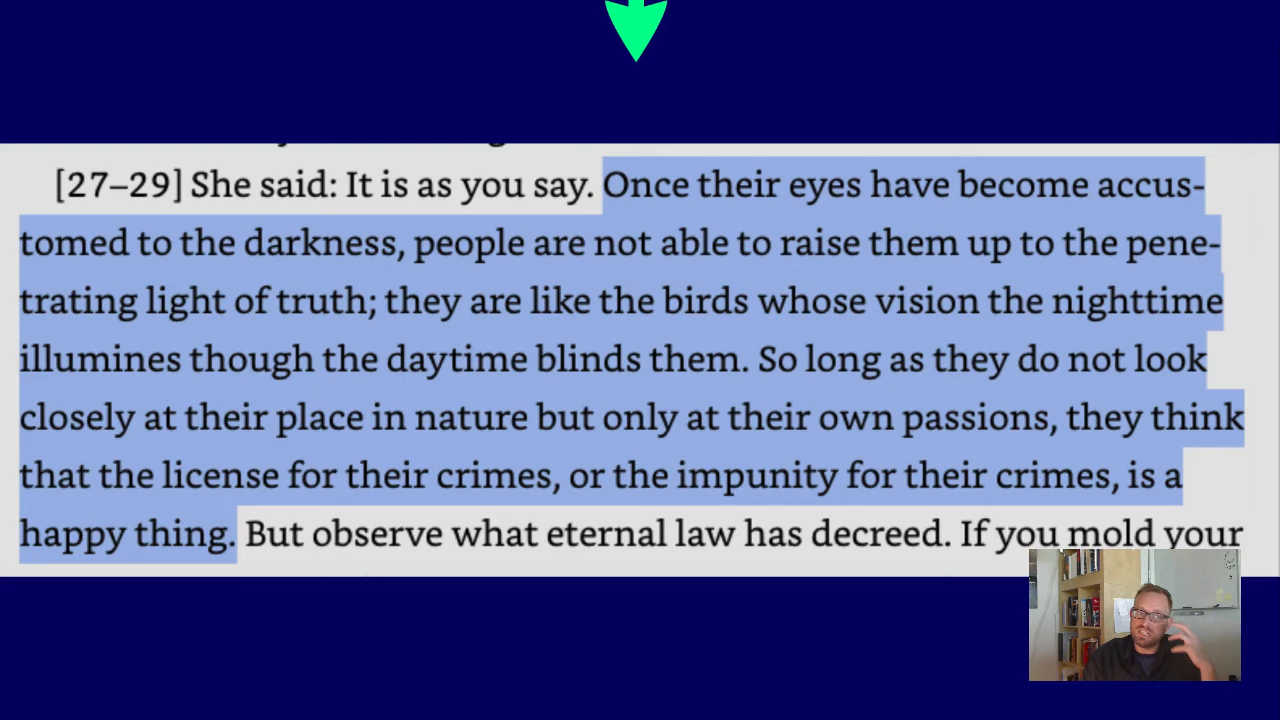 [27–29] She said: It is as you say. Once their eyes have become accus-
tomed to the darkness, people are not able to raise them up to the pene-
trating light of truth; they are like the birds whose vision the nighttime
illumines though the daytime blinds them. So long as they do not look
closely at their place in nature but only at their own passions, they think
that the license for their crimes, or the impunity for their crimes, is a
happy thing. But observe what eternal law has decreed. If you mold your